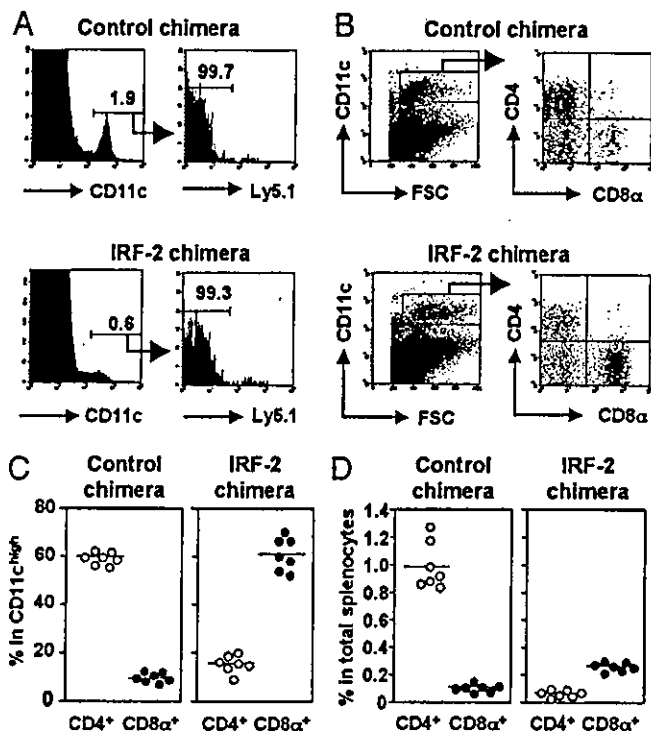 A
Control chimera
1.9
99.7
CD11c
Ly5.1
IRF-2 chimera
0.6
99.3
CD11c
Ly5.1
B
Control chimera
CD11c
FSC
CD4
CD8α
IRF-2 chimera
CD11c
FSC
CD4
CD8α
C
Control chimera
IRF-2 chimera
% in CD11chigh
80
60
40
20
0
CD4+ CD8α+ CD4+ CD8α+
D
Control chimera
IRF-2 chimera
% in total splenocytes
1.4
1.2
1.0
0.8
0.6
0.4
0.2
0
CD4+ CD8α+ CD4+ CD8α+